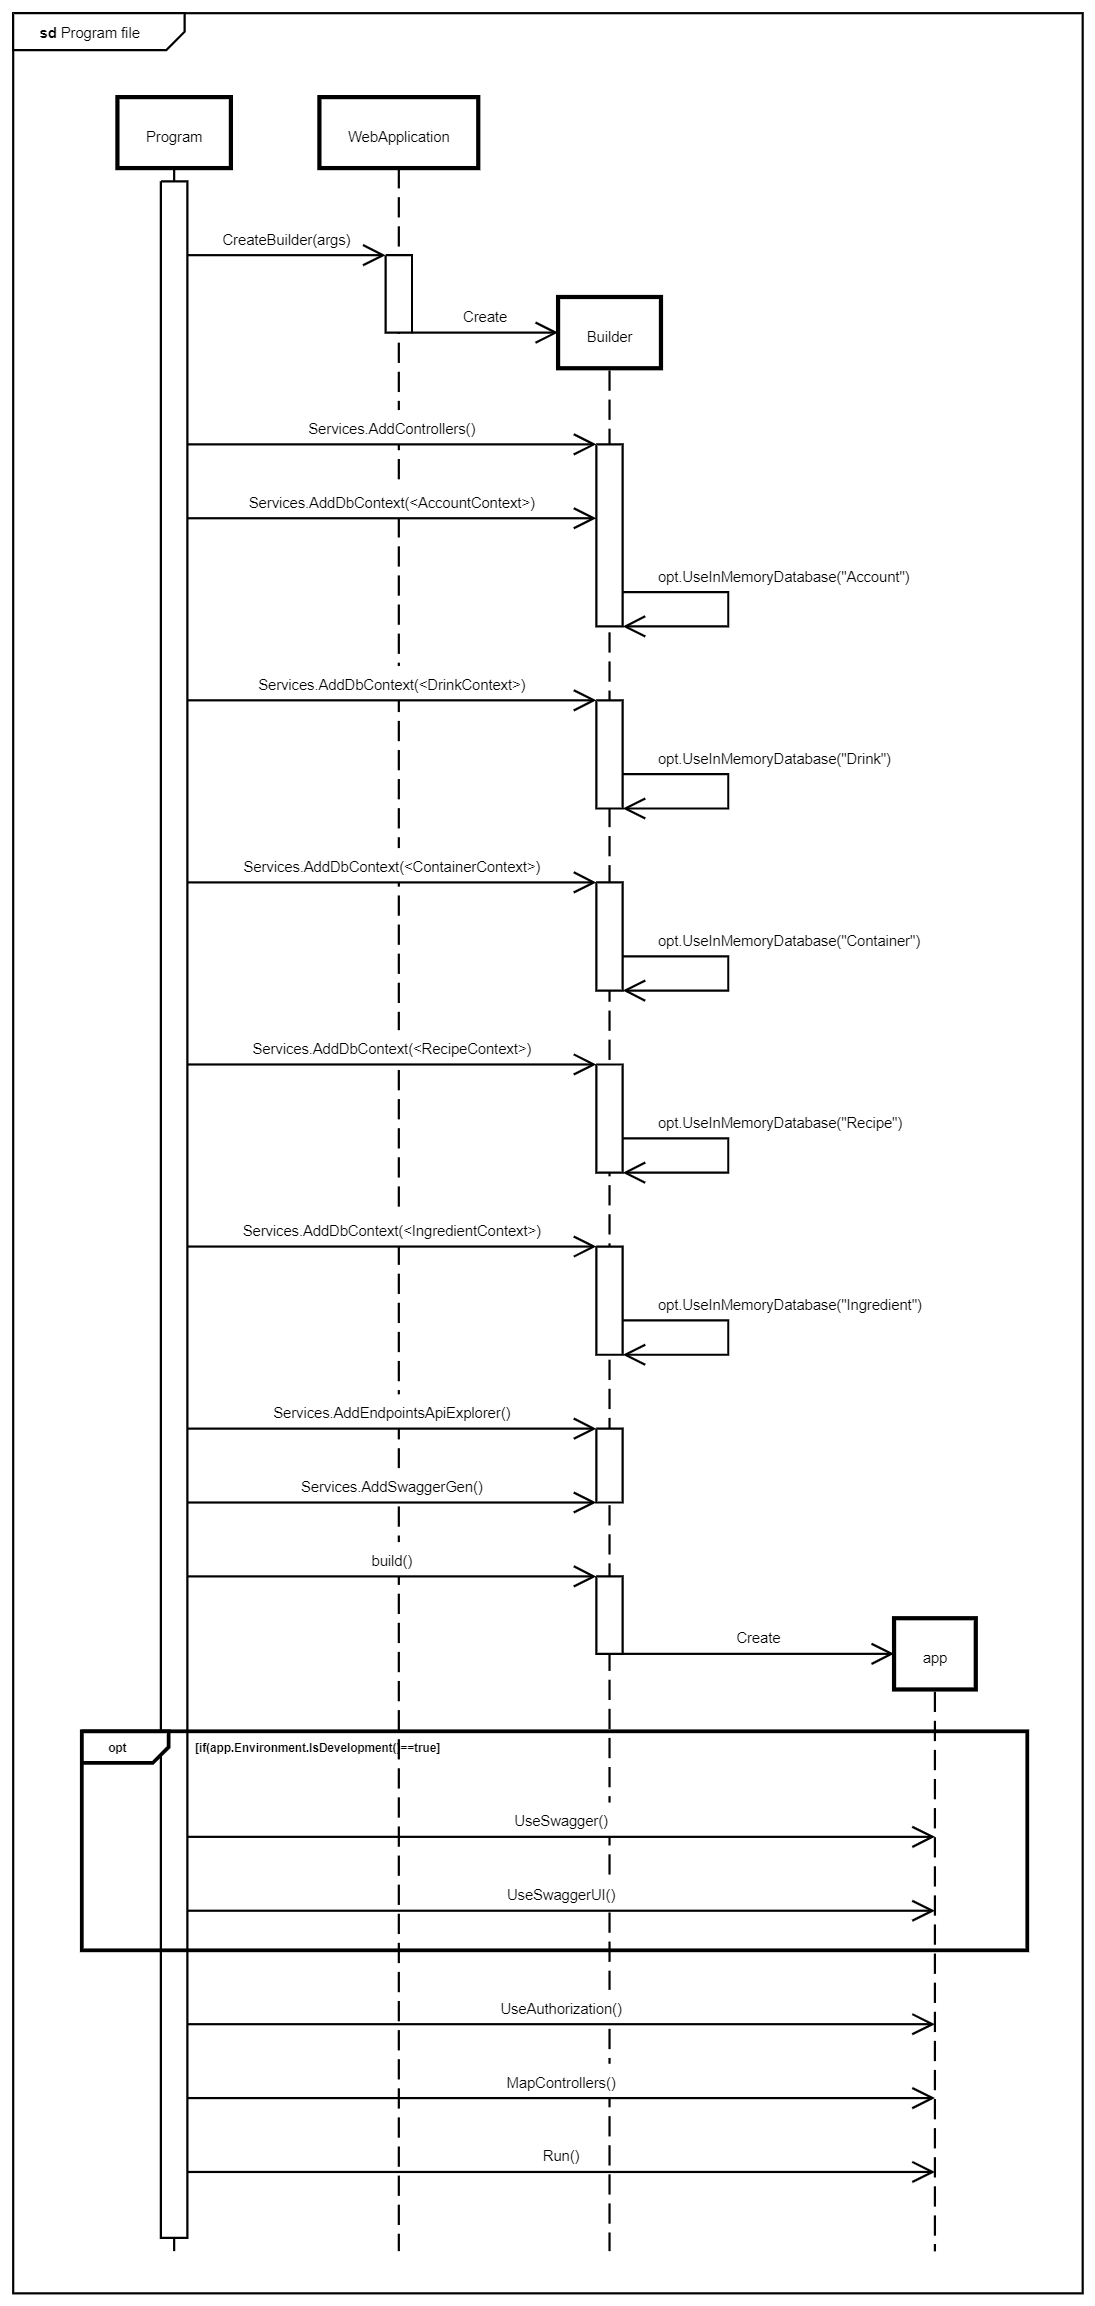 sd Program file
Program
WebApplication
CreateBuilder(args)
Create
Builder
Services.AddControllers()
Services.AddDbContext(<AccountContext>)
opt.UseInMemoryDatabase("Account")
Services.AddDbContext(<DrinkContext>)
opt.UseInMemoryDatabase("Drink")
Services.AddDbContext(<ContainerContext>)
opt.UseInMemoryDatabase("Container")
Services.AddDbContext(<RecipeContext>)
opt.UseInMemoryDatabase("Recipe")
Services.AddDbContext(<IngredientContext>)
opt.UseInMemoryDatabase("Ingredient")
Services.AddEndpointsApiExplorer()
Services.AddSwaggerGen()
build()
Create
app
opt
[if(app.Environment.IsDevelopment()==true]
UseSwagger()
UseSwaggerUI()
UseAuthorization()
MapControllers()
Run()